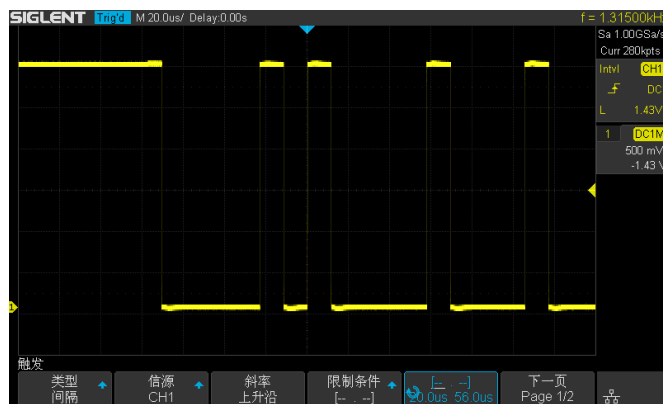 SIGLENT Trig'd M 20.0us/ Delay:0.00s f = 1.31500kH
Sa 1.00GSa/s
Curr 280kpts
Intvl CH1
DC
L 1.43V
1 DC1M
500 mV
-1.43 V
1
触发
类型 信源 斜率 限制条件 [-- . --] 下一页
间隔 CH1 上升沿 [-- . --] 20.0us 56.0us Page 1/2